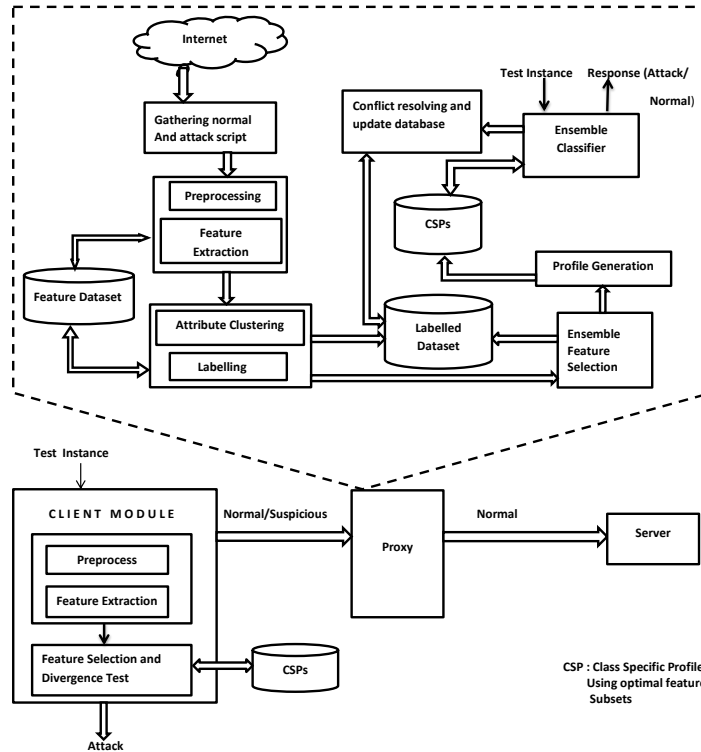 Internet
Test Instance
Response (Attack/
Normal)
Gathering normal
And attack script
Conflict resolving and
update database
Ensemble
Classifier
Preprocessing
Feature
Extraction
CSPs
Profile Generation
Feature Dataset
Attribute Clustering
Labelling
Labelled
Dataset
Ensemble
Feature
Selection
Test Instance
CLIENT MODULE
Normal/Suspicious
Normal
Proxy
Server
Preprocess
Feature Extraction
Feature Selection and
Divergence Test
CSPs
CSP : Class Specific Profile
Using optimal feature
Subsets
Attack